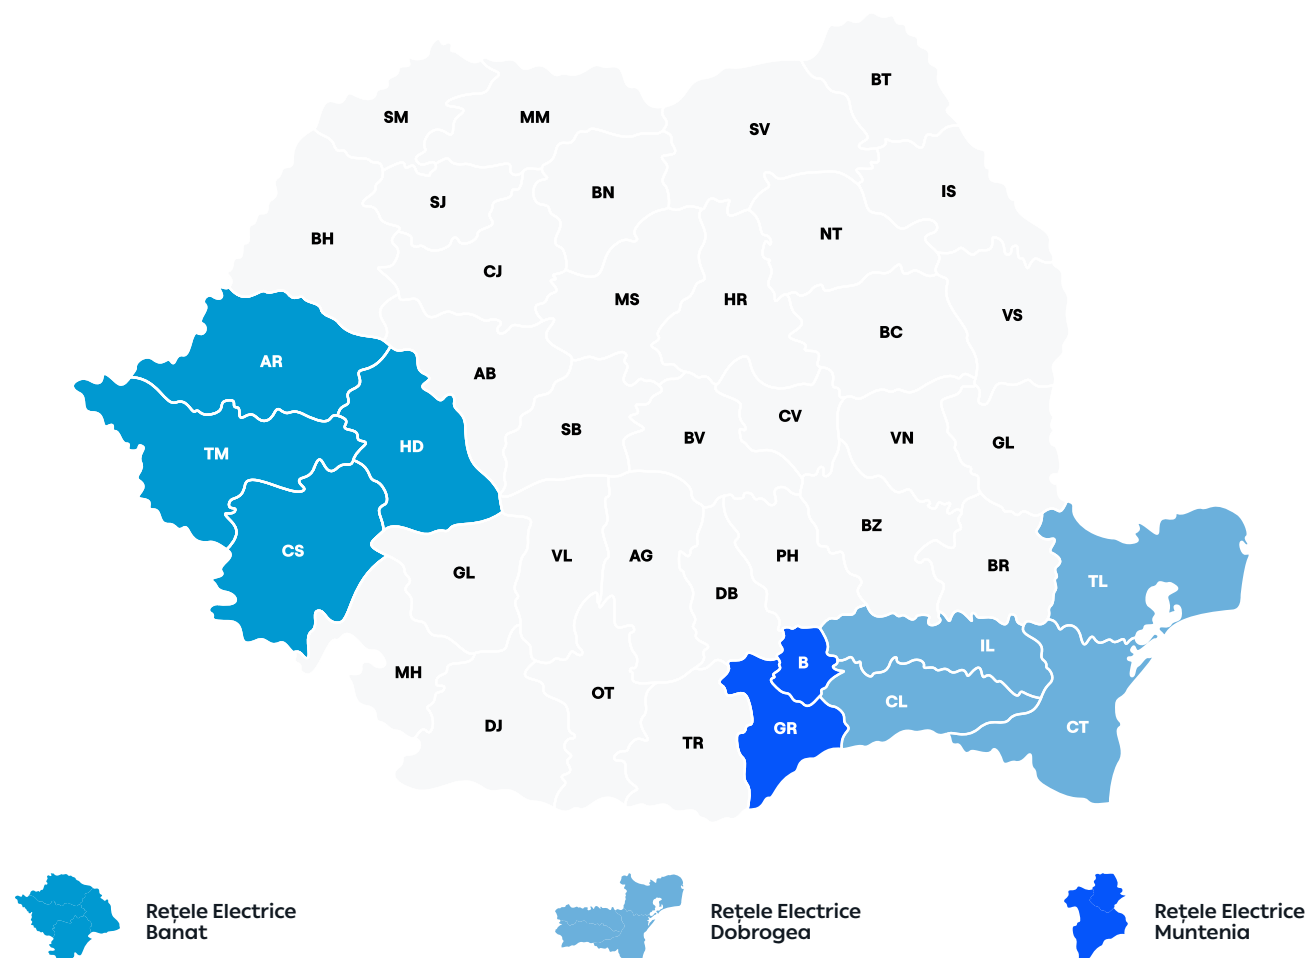 BT
SM
MM
SV
BN
IS
SJ
NT
BH
CJ
MS
HR
VS
BC
AR
AB
CV
SB
BV
VN
GL
HD
TM
BZ
CS
VL
AG
PH
BR
GL
TL
DB
IL
B
MH
OT
CL
DJ
GR
CT
TR
Rețele Electrice
Banat
Rețele Electrice
Dobrogea
Rețele Electrice
Muntenia